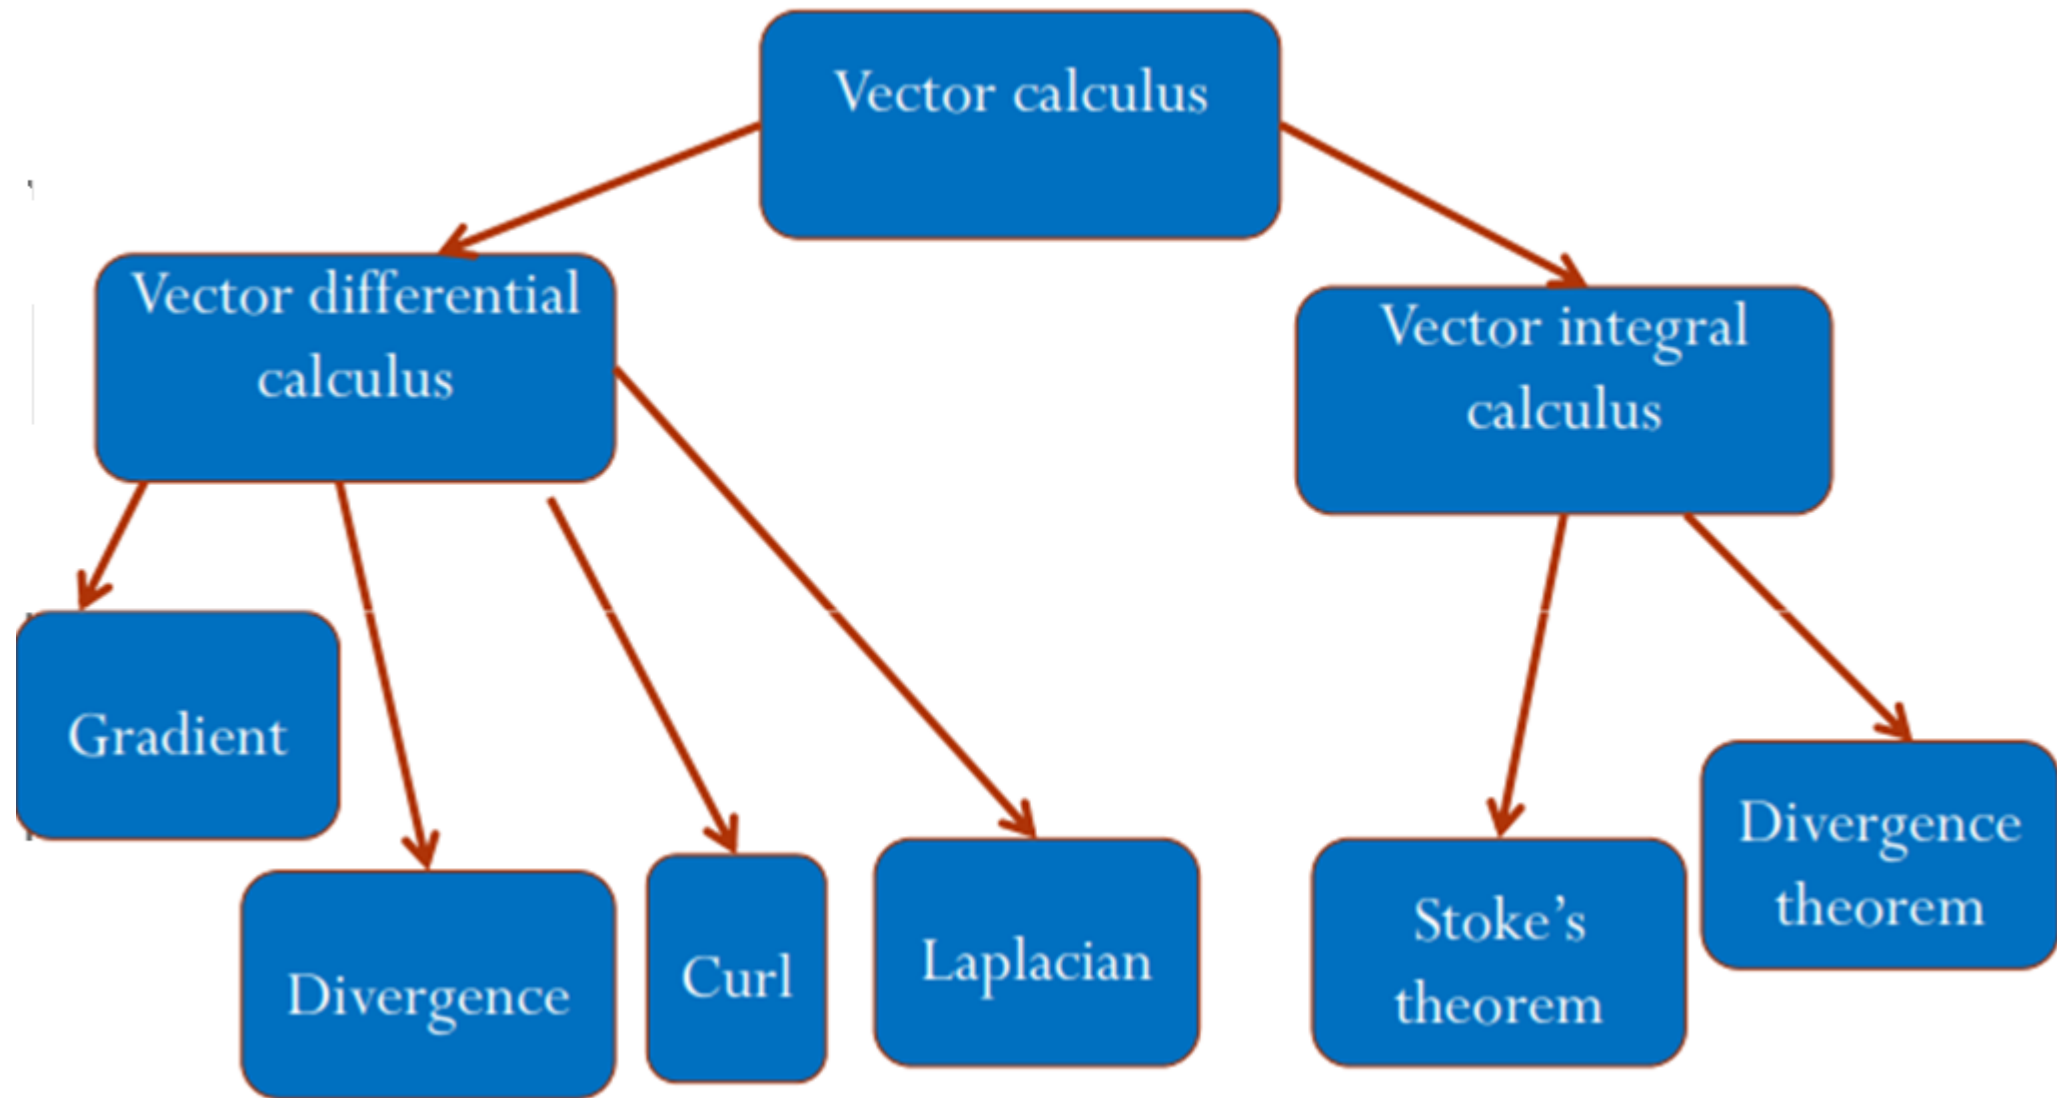 Vector calculus
Vector differential
calculus
Vector integral
calculus
Gradient
Divergence
Curl
Laplacian
Stoke’s
theorem
Divergence
theorem